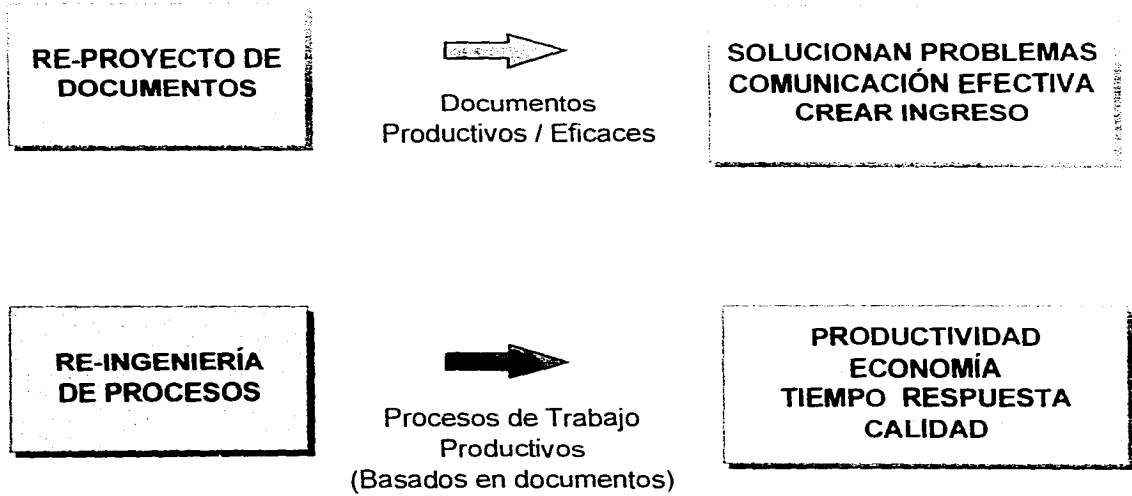 RE-PROYECTO DE
DOCUMENTOS
Documentos
Productivos / Eficaces
SOLUCIONAN PROBLEMAS
COMUNICACIÓN EFECTIVA
CREAR INGRESO
RE-INGENIERÍA
DE PROCESOS
Procesos de Trabajo
Productivos
(Basados en documentos)
PRODUCTIVIDAD
ECONOMÍA
TIEMPO RESPUESTA
CALIDAD